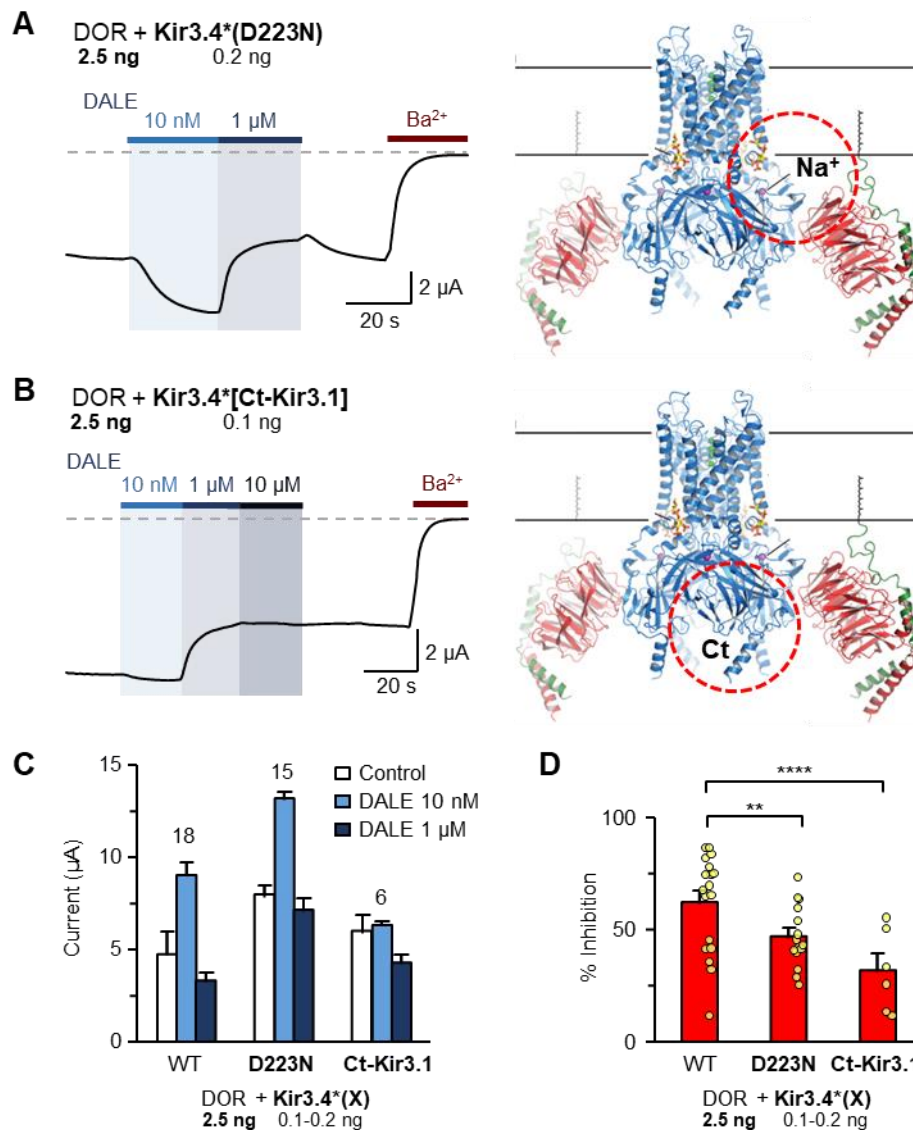 A
DOR + Kir3.4*(D223N)
2.5 ng 0.2 ng
DALE
10 nM 1 µM Ba²⁺
2 µA
20 s
Na⁺
B
DOR + Kir3.4*[Ct-Kir3.1]
2.5 ng 0.1 ng
DALE
10 nM 1 µM 10 µM Ba²⁺
2 µA
20 s
Ct
C
15
10
5
0
Current (µA)
18
15
6
Control
DALE 10 nM
DALE 1 µM
WT D223N Ct-Kir3.1
DOR + Kir3.4*(X)
2.5 ng 0.1-0.2 ng
D
****
**
100
50
0
% Inhibition
WT D223N Ct-Kir3.1
DOR + Kir3.4*(X)
2.5 ng 0.1-0.2 ng